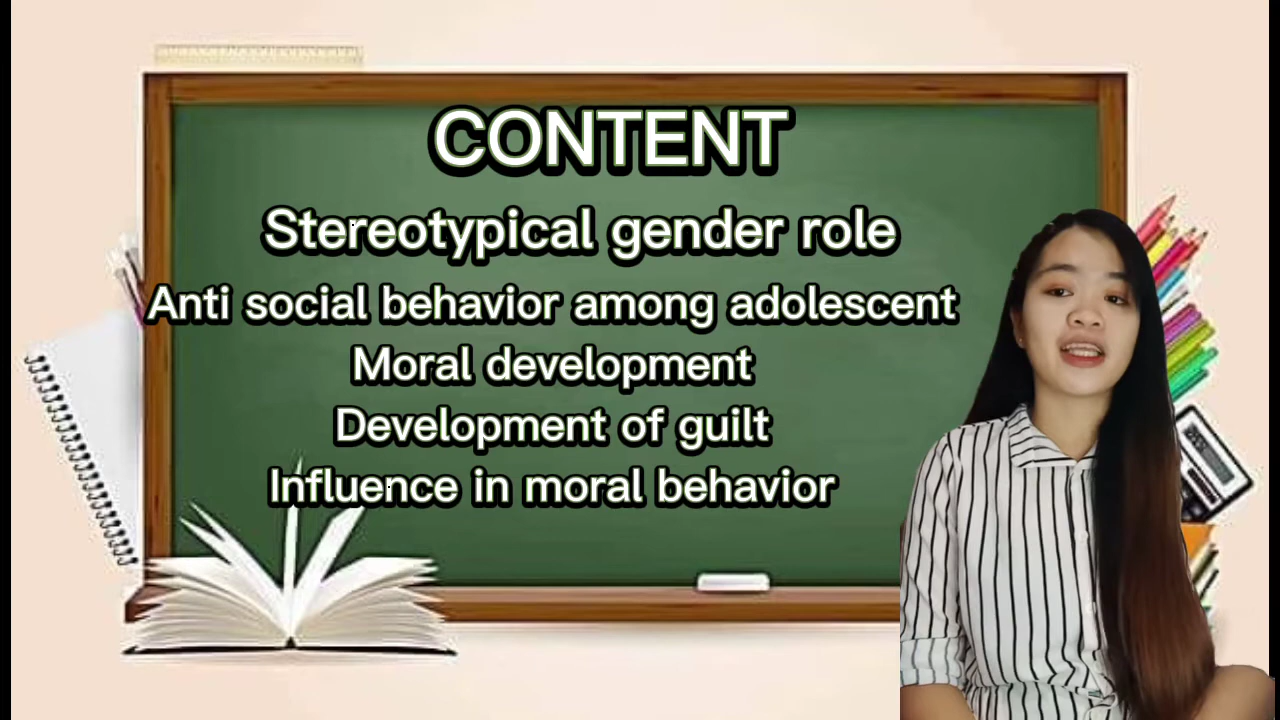 CONTENT
Stereotypical gender role
Anti social behavior among adolescent
Moral development
Development of guilt
Influence in moral behavior